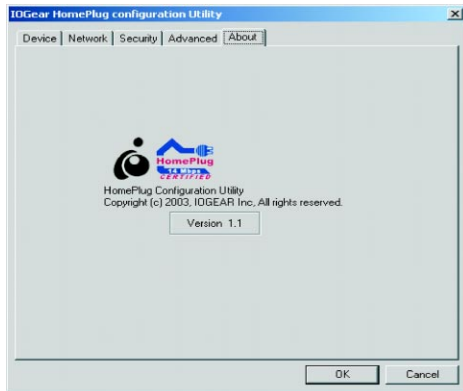 IOGear HomePlug configuration Utility
Device Network Security Advanced About
HomePlug
14 Mbps
CERTIFIED
HomePlug Configuration Utility
Copyright (c) 2003, IOGEAR Inc, All rights reserved.
Version 1.1
OK Cancel